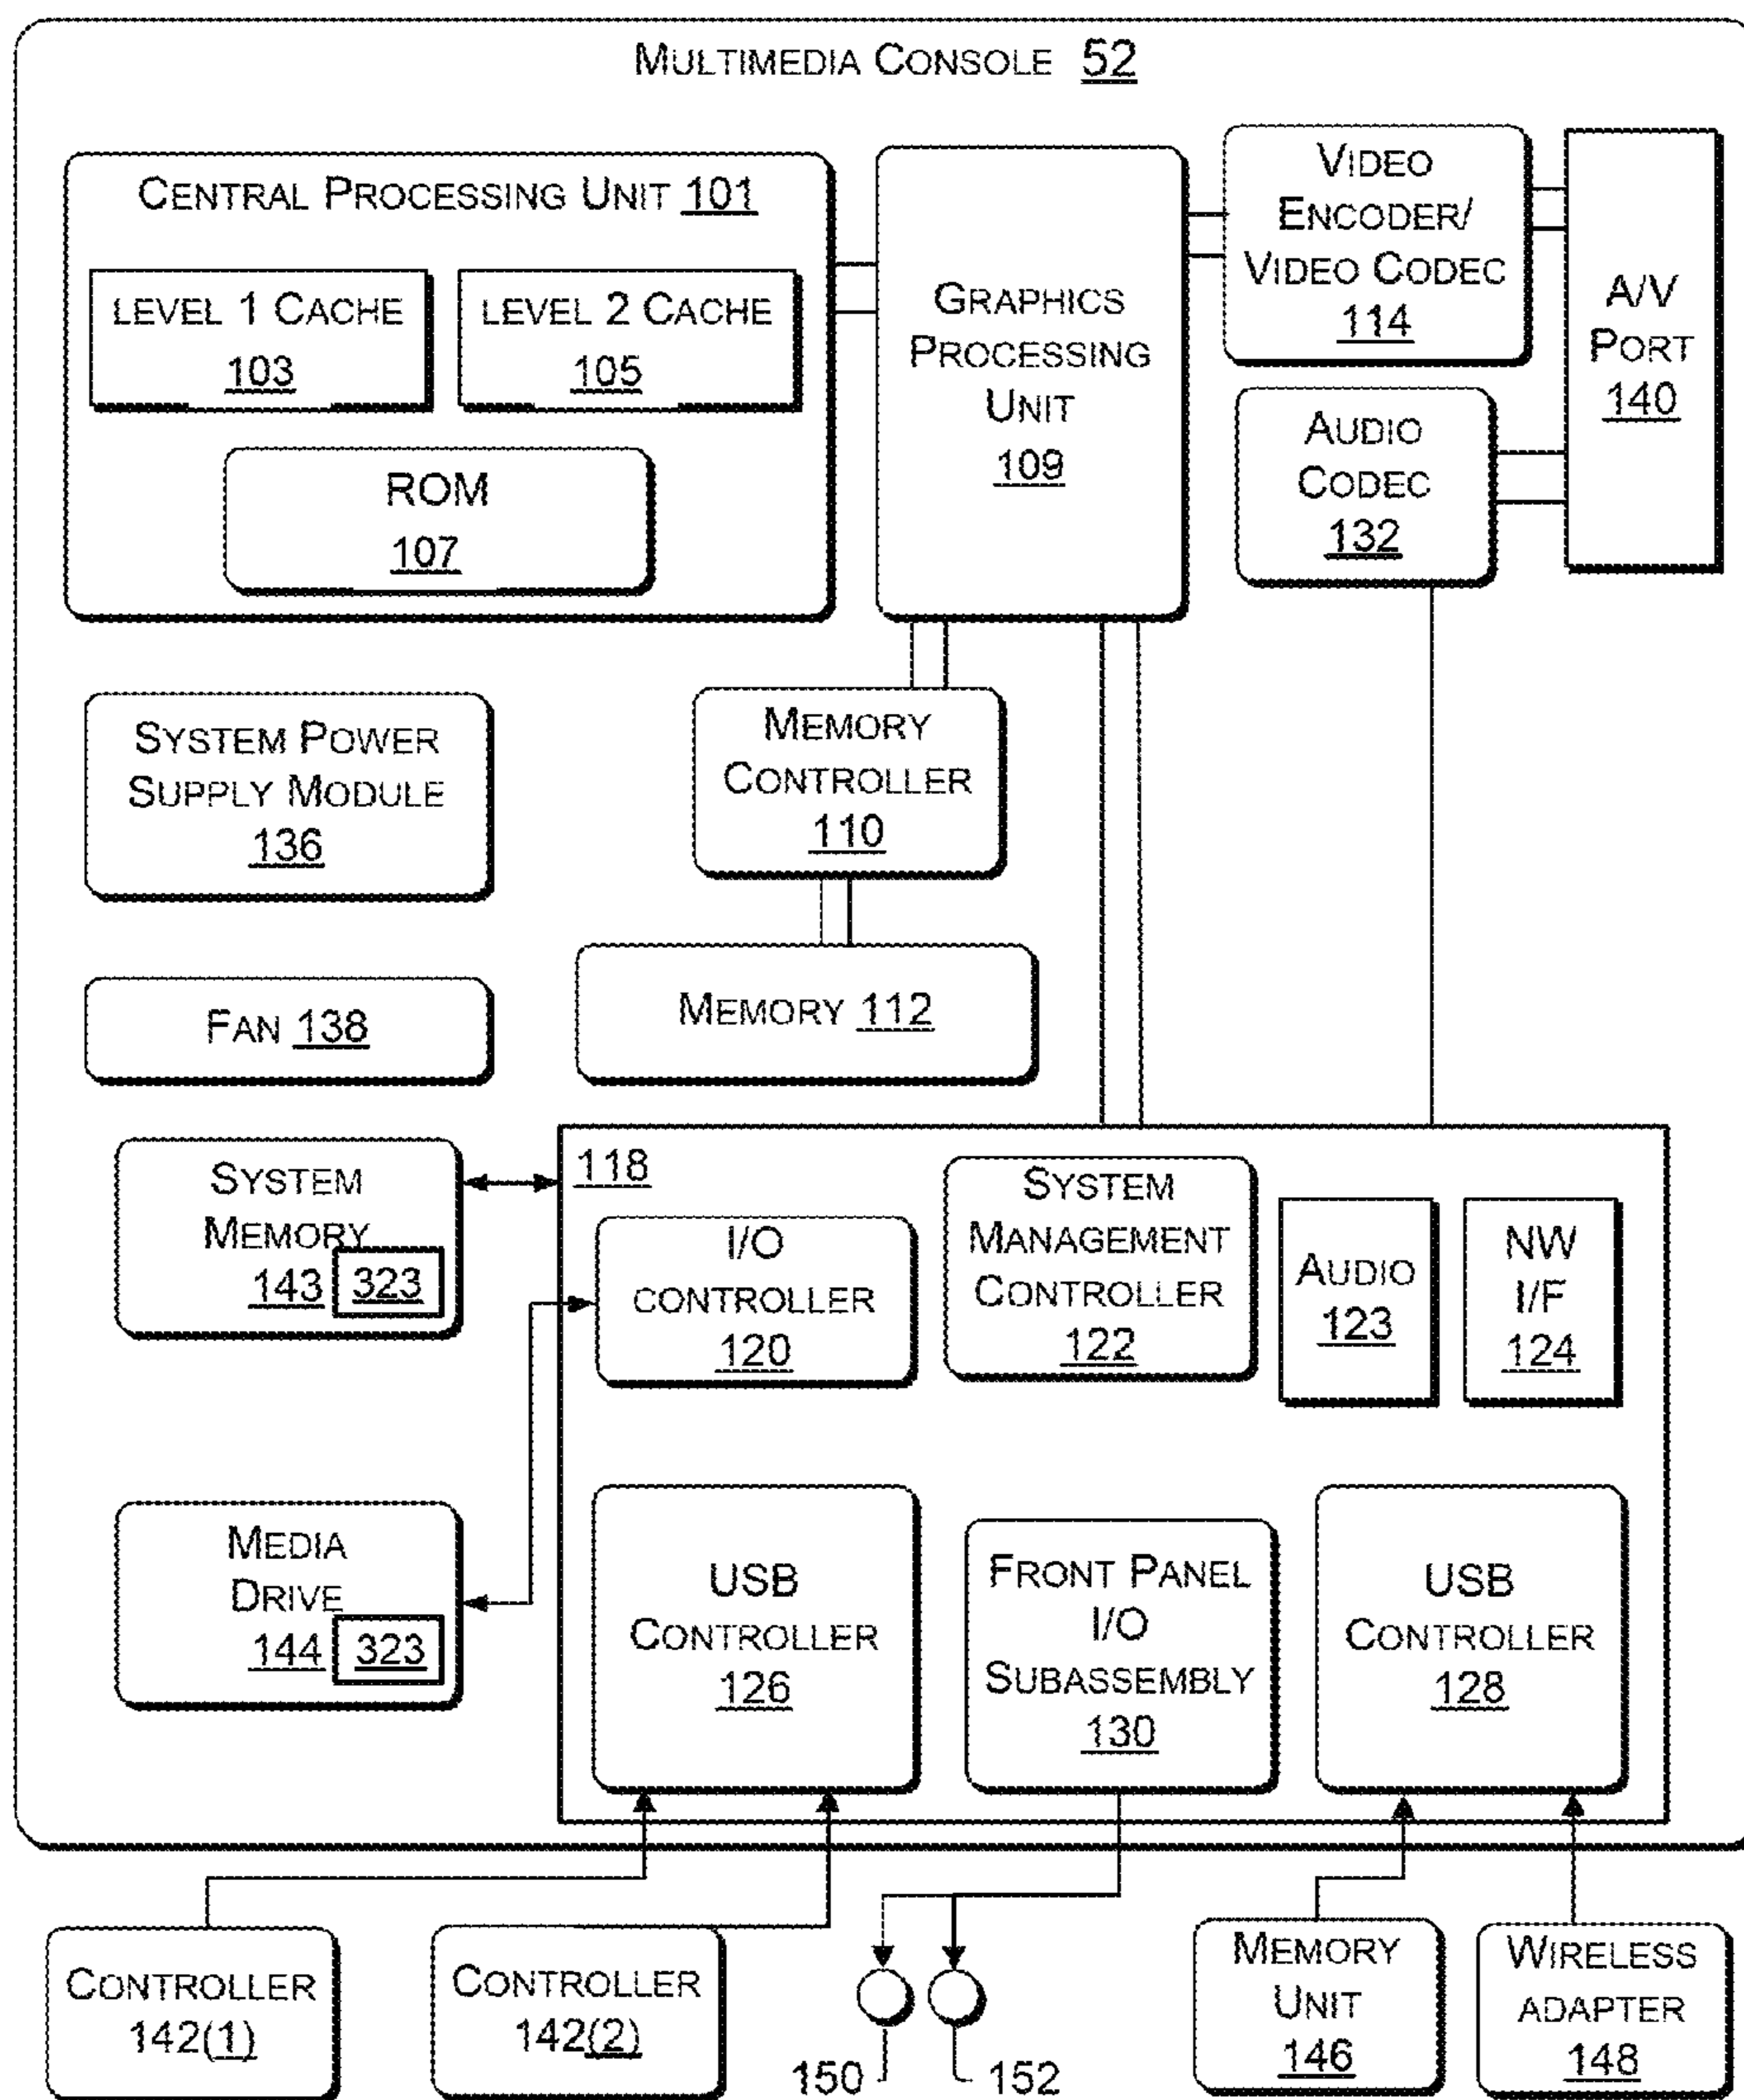 MULTIMEDIA CONSOLE 52
CENTRAL PROCESSING UNIT 101
LEVEL 1 CACHE
103
LEVEL 2 CACHE
105
ROM
107
GRAPHICS
PROCESSING
UNIT
109
VIDEO
ENCODER/
VIDEO CODEC
114
AUDIO
CODEC
132
A/V
PORT
140
SYSTEM POWER
SUPPLY MODULE
136
MEMORY
CONTROLLER
110
FAN 138
MEMORY 112
SYSTEM
MEMORY
143
323
118
I/O
CONTROLLER
120
SYSTEM
MANAGEMENT
CONTROLLER
122
AUDIO
123
NW
I/F
124
MEDIA
DRIVE
144
323
USB
CONTROLLER
126
FRONT PANEL
I/O
SUBASSEMBLY
130
USB
CONTROLLER
128
CONTROLLER
142(1)
CONTROLLER
142(2)
150
152
MEMORY
UNIT
146
WIRELESS
ADAPTER
148